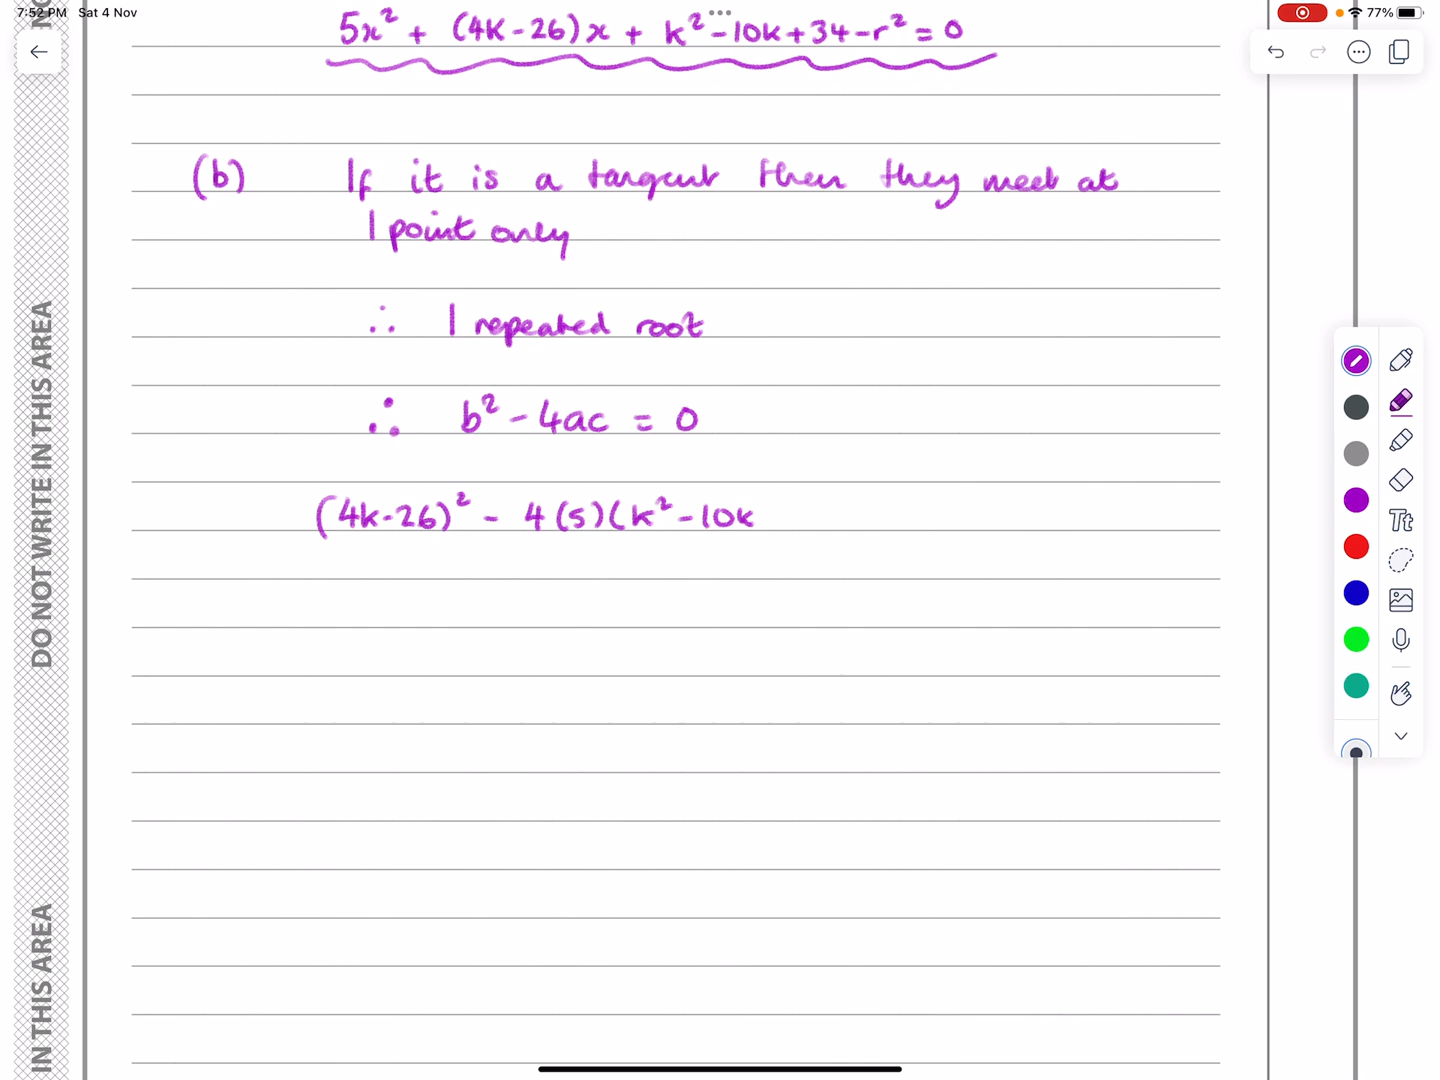 7:52 PM Sat 4 Nov
77%
5x² + (4k-26)x + k²-10k+34-r²=0
(b) If it is a tangent then they meet at
1 point only
∴ 1 repeated root
∴ b²-4ac = 0
(4k-26)² - 4(5)(k²-10k
DO NOT WRITE IN THIS AREA
IN THIS AREA
NO
Tt